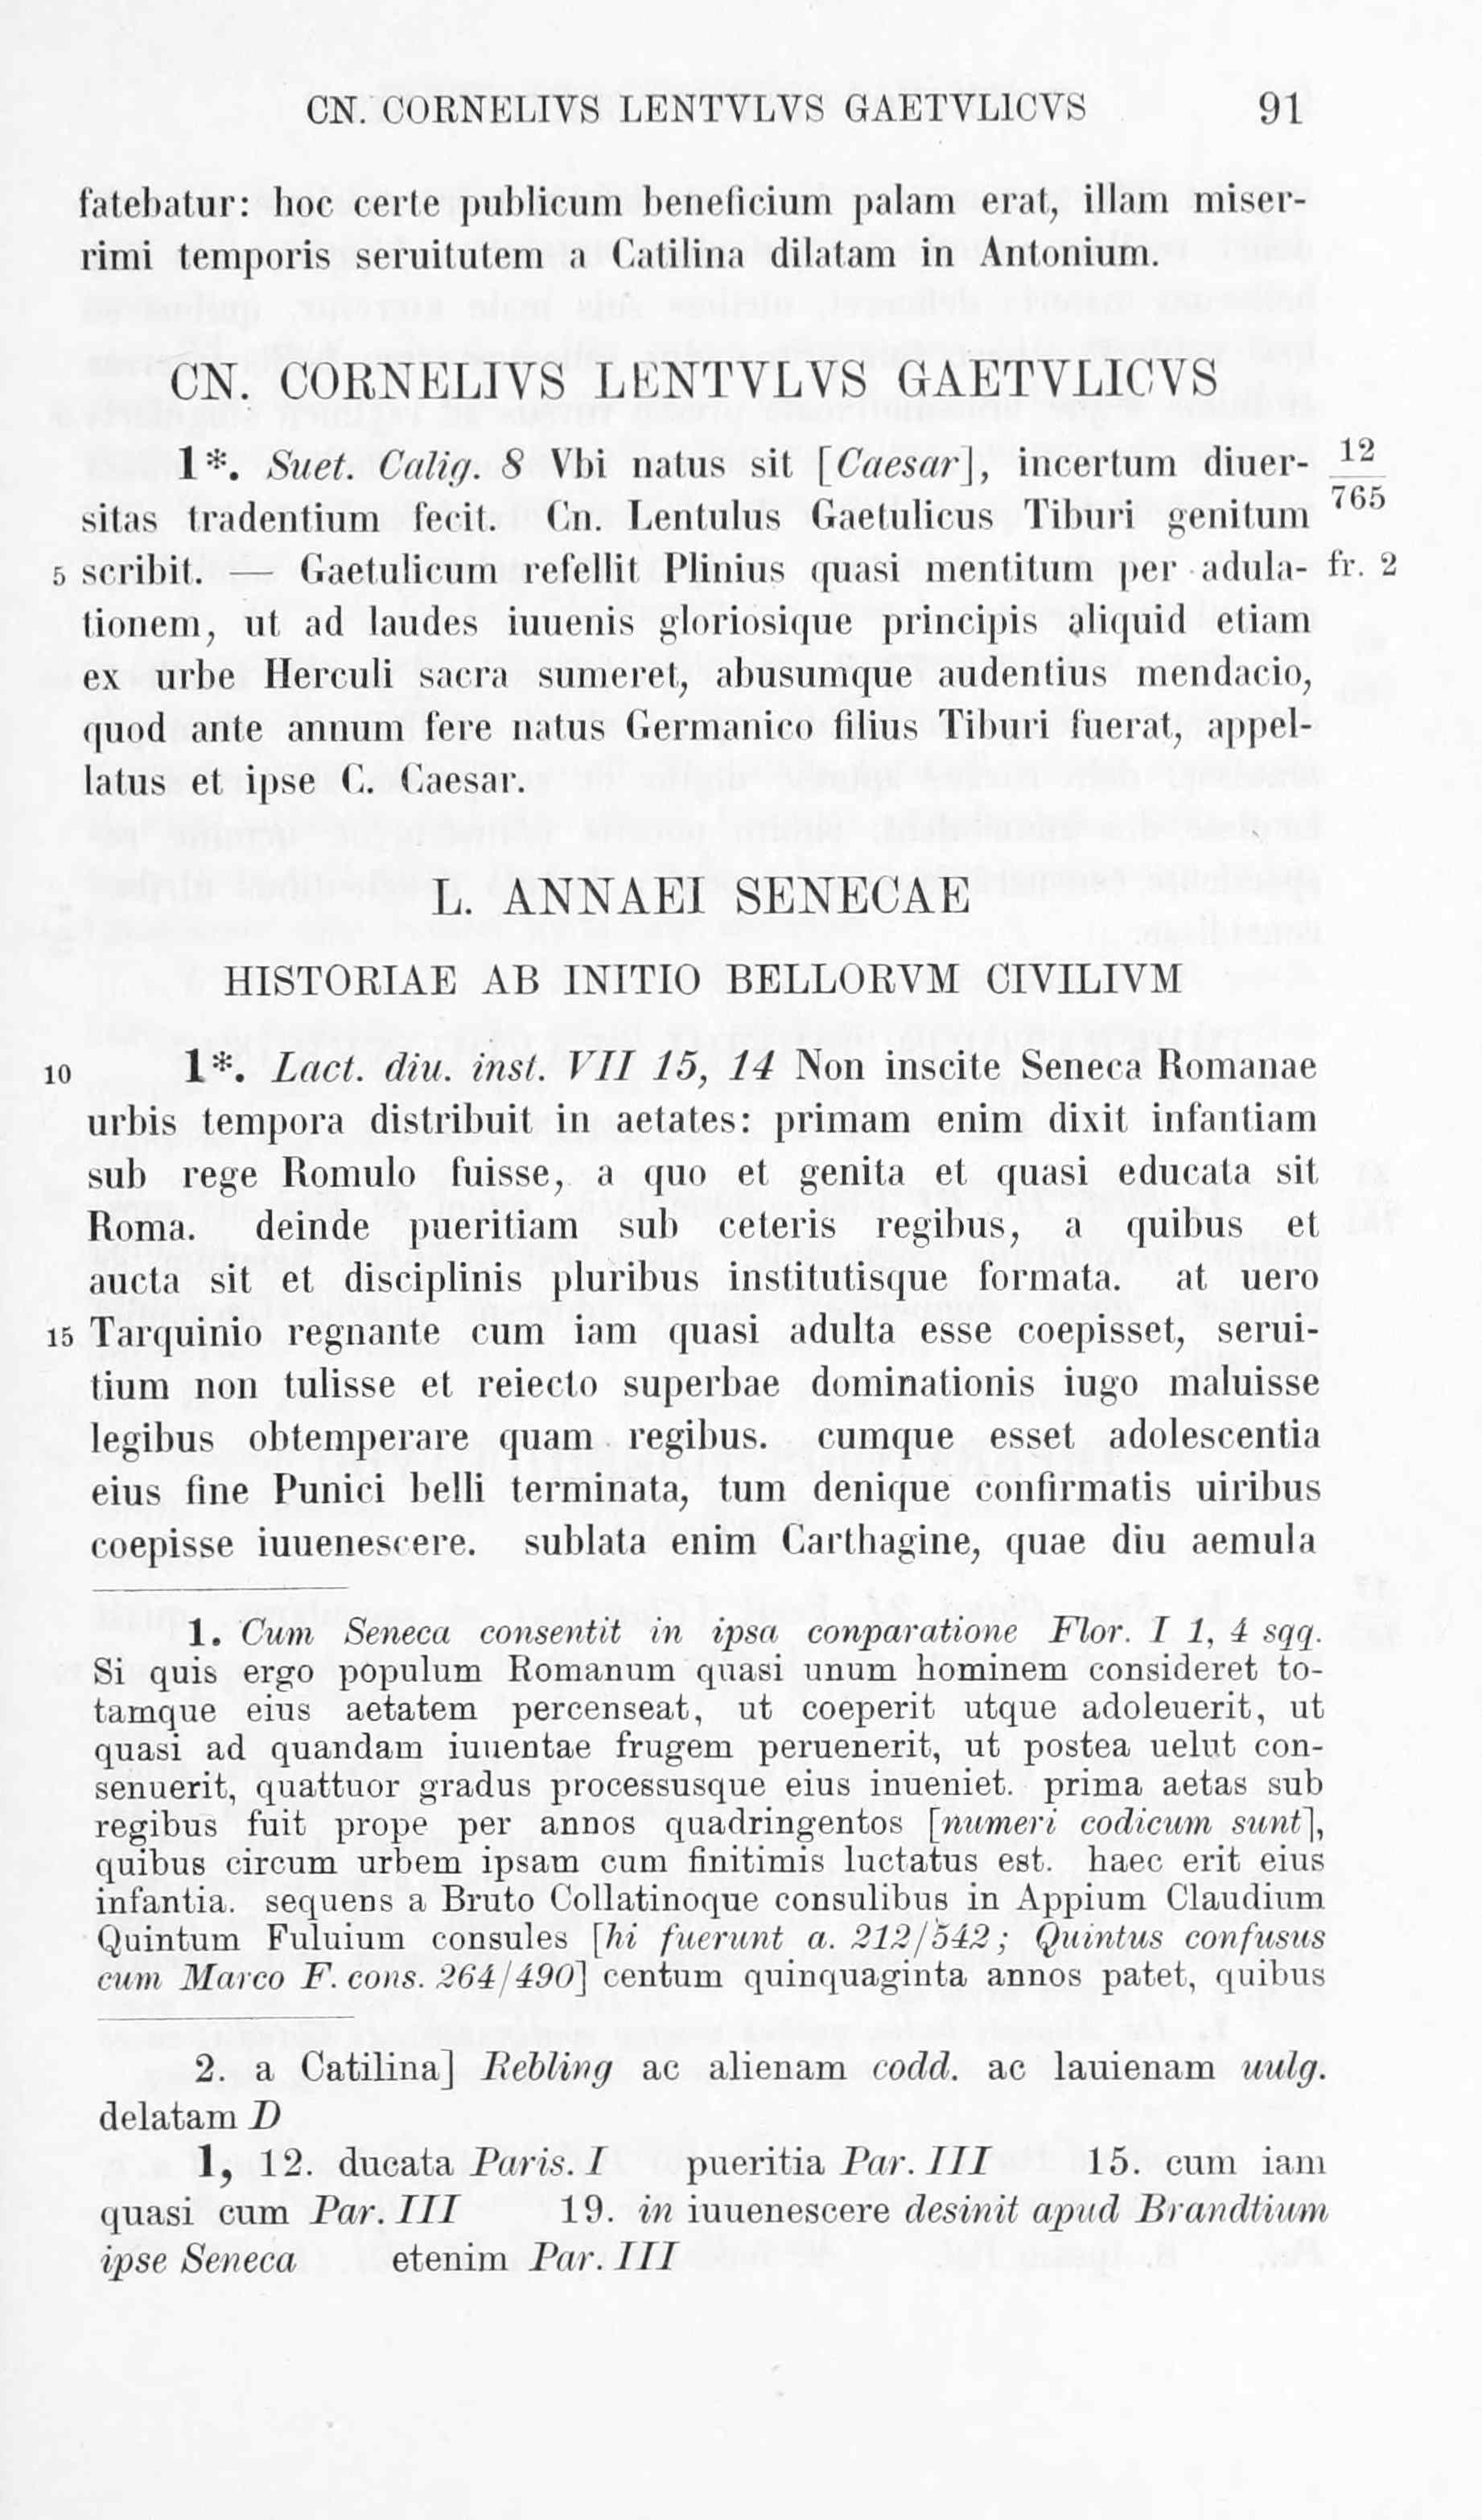 CN. CORNELIVS LENTVLVS GAETVLICVS 91
fatebatur: hoc certe publicum beneficium palam erat, illam miser-
rimi temporis seruitutem a Catilina dilatam in Antonium.
CN. CORNELIVS LENTVLVS GAETVLICVS
1*. Suet. Calig. 8 Vbi natus sit [Caesar], incertum diuer- 12
sitas tradentium fecit. Cn. Lentulus Gaetulicus Tiburi genitum 765
5 scribit. — Gaetulicum refellit Plinius quasi mentitum per adula- fr. 2
tionem, ut ad laudes iuuenis gloriosique principis aliquid etiam
ex urbe Herculi sacra sumeret, abusumque audentius mendacio,
quod ante annum fere natus Germanico filius Tiburi fuerat, appel-
latus et ipse C. Caesar.
L. ANNAEI SENECAE
HISTORIAE AB INITIO BELLORVM CIVILIVM
10 1*. Lact. diu. inst. VII 15, 14 Non inscite Seneca Romanae
urbis tempora distribuit in aetates: primam enim dixit infantiam
sub rege Romulo fuisse, a quo et genita et quasi educata sit
Roma. deinde pueritiam sub ceteris regibus, a quibus et
aucta sit et disciplinis pluribus institutisque formata. at uero
15 Tarquinio regnante cum iam quasi adulta esse coepisset, serui-
tium non tulisse et reiecto superbae dominationis iugo maluisse
legibus obtemperare quam regibus. cumque esset adolescentia
eius fine Punici belli terminata, tum denique confirmatis uiribus
coepisse iuuenescere. sublata enim Carthagine, quae diu aemula
1. Cum Seneca consentit in ipsa conparatione Flor. I 1, 4 sqq.
Si quis ergo populum Romanum quasi unum hominem consideret to-
tamque eius aetatem percenseat, ut coeperit utque adoleuerit, ut
quasi ad quandam iuuentae frugem peruenerit, ut postea uelut con-
senuerit, quattuor gradus processusque eius inueniet. prima aetas sub
regibus fuit prope per annos quadringentos [numeri codicum sunt],
quibus circum urbem ipsam cum finitimis luctatus est. haec erit eius
infantia. sequens a Bruto Collatinoque consulibus in Appium Claudium
Quintum Fuluium consules [hi fuerunt a. 212/542; Quintus confusus
cum Marco F. cons. 264/490] centum quinquaginta annos patet, quibus
2. a Catilina] Rebling ac alienam codd. ac lauienam uulg.
delatam D
1, 12. ducata Paris. I pueritia Par. III 15. cum iam
quasi cum Par. III 19. in iuuenescere desinit apud Brandtium
ipse Seneca etenim Par. III